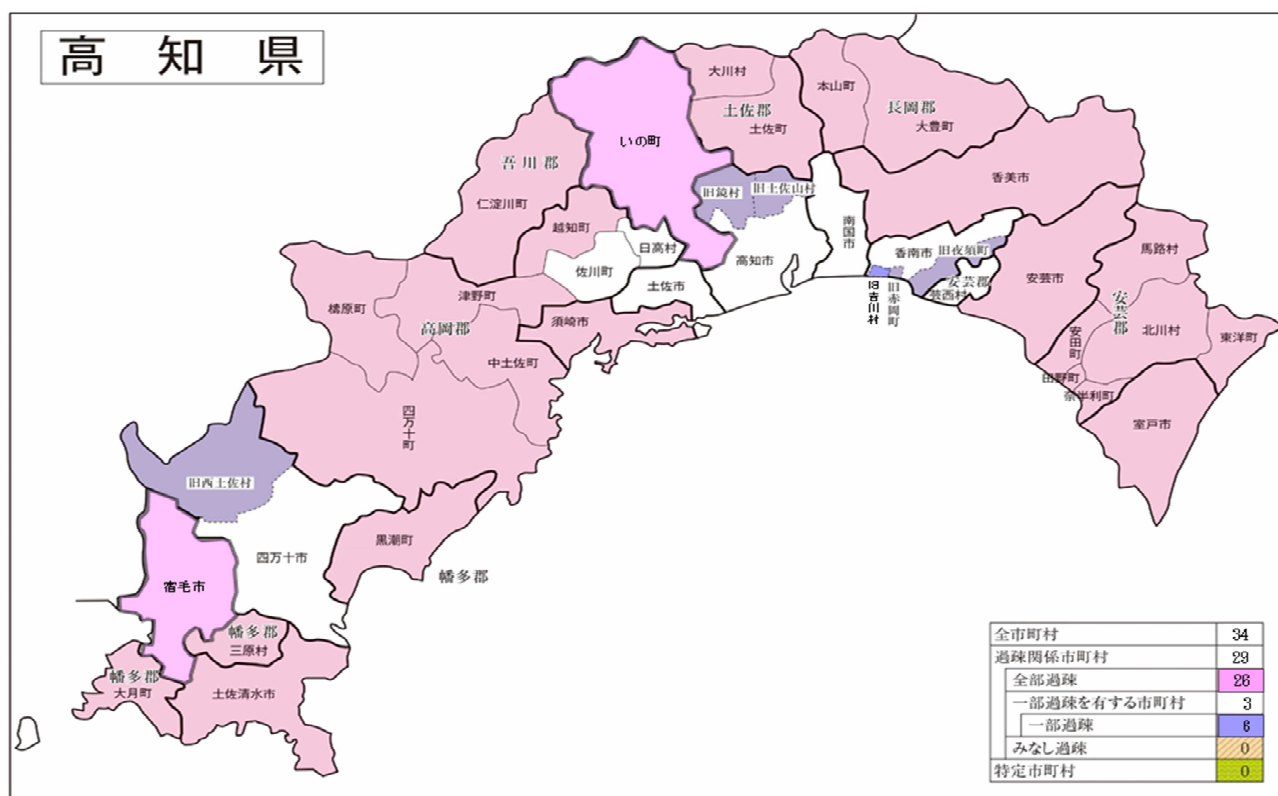 高知県
大川村
本山町
長岡郡
土佐郡
土佐町
大豊町
いの町
吾川郡
香美市
旧鏡村
旧土佐山村
仁淀川町
越知町
南国市
日高村
香南市
旧夜須町
馬路村
佐川町
高知市
安芸郡
安芸市
土佐市
芸西村
旧吉川村
旧赤岡町
津野町
檮原町
高岡郡
須崎市
安芸郡
北川村
東洋町
安田町
中土佐町
田野町
奈半利町
四万十町
室戸市
旧西土佐村
黒潮町
四万十市
幡多郡
宿毛市
幡多郡
三原村
幡多郡
大月町
土佐清水市
全市町村 34
過疎関係市町村 29
全部過疎 26
一部過疎を有する市町村 3
一部過疎 6
みなし過疎 0
特定市町村 0